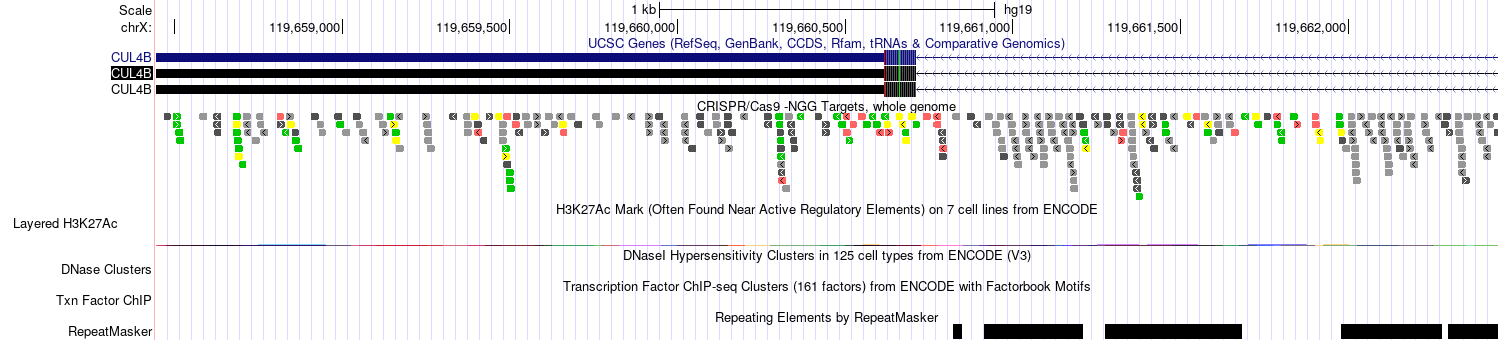 Scale 1 kb hg19
chrX: 119,659,000 119,659,500 119,660,000 119,660,500 119,661,000 119,661,500 119,662,000
UCSC Genes (RefSeq, GenBank, CCDS, Rfam, tRNAs & Comparative Genomics)
CUL4B
CUL4B
CUL4B
CRISPR/Cas9 -NGG Targets, whole genome
H3K27Ac Mark (Often Found Near Active Regulatory Elements) on 7 cell lines from ENCODE
Layered H3K27Ac
DNaseI Hypersensitivity Clusters in 125 cell types from ENCODE (V3)
DNase Clusters
Transcription Factor ChIP-seq Clusters (161 factors) from ENCODE with Factorbook Motifs
Txn Factor ChIP
Repeating Elements by RepeatMasker
RepeatMasker